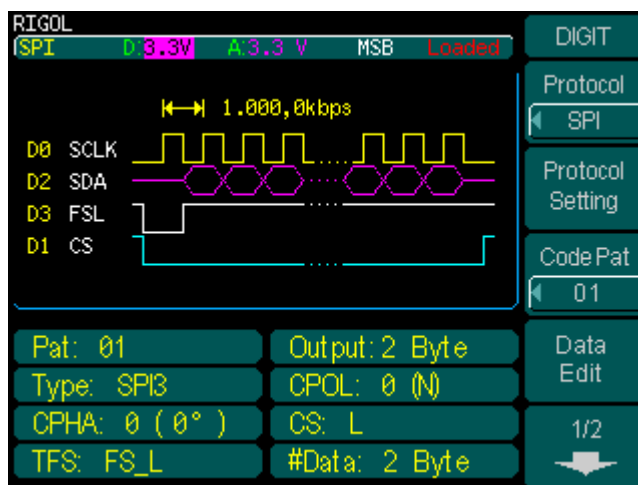 RIGOL
SPI D:3.3V A:3.3 V MSB Loaded
DIGIT
Protocol
SPI
Protocol
Setting
Code Pat
01
Data
Edit
1/2
1.000,0kbps
D0 SCLK
D2 SDA
D3 FSL
D1 CS
Pat: 01
Output: 2 Byte
Type: SPI3
CPOL: 0 (N)
CPHA: 0 ( 0° )
CS: L
TFS: FS_L
#Data: 2 Byte